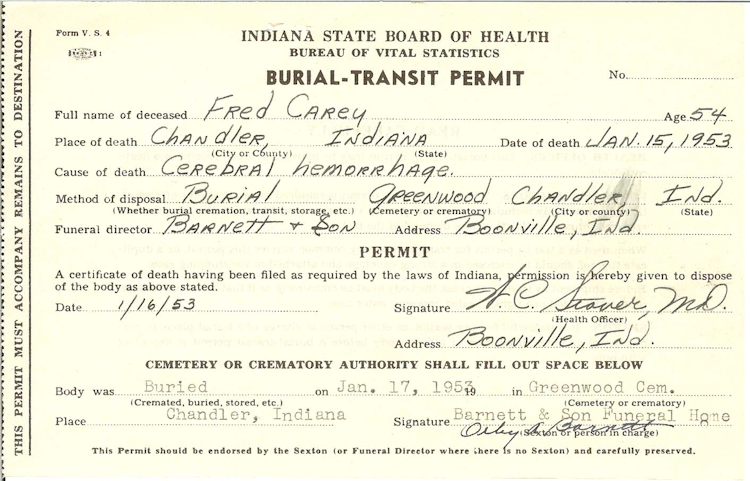 THIS PERMIT MUST ACCOMPANY REMAINS TO DESTINATION
Form V. S. 4
INDIANA STATE BOARD OF HEALTH
BUREAU OF VITAL STATISTICS
BURIAL-TRANSIT PERMIT
No.
Full name of deceased Fred Carey Age 54
Place of death Chandler, Indiana Date of death Jan. 15, 1953
(City or County) (State)
Cause of death Cerebral hemorrhage.
Method of disposal Burial Greenwood Chandler, Ind.
(Whether burial cremation, transit, storage, etc.) (Cemetery or crematory) (City or county) (State)
Funeral director Barnett & Son Address Boonville, Ind.
PERMIT
A certificate of death having been filed as required by the laws of Indiana, permission is hereby given to dispose
of the body as above stated.
Date 1/16/53 Signature W. C. Stover, M.D.
(Health Officer)
Address Boonville, Ind.
CEMETERY OR CREMATORY AUTHORITY SHALL FILL OUT SPACE BELOW
Body was Buried on Jan. 17, 1953 19 in Greenwood Cem.
(Cremated, buried, stored, etc.) (Cemetery or crematory)
Place Chandler, Indiana Signature Barnett & Son Funeral Home
Barnett
(Sexton or person in charge)
This Permit should be endorsed by the Sexton (or Funeral Director where there is no Sexton) and carefully preserved.